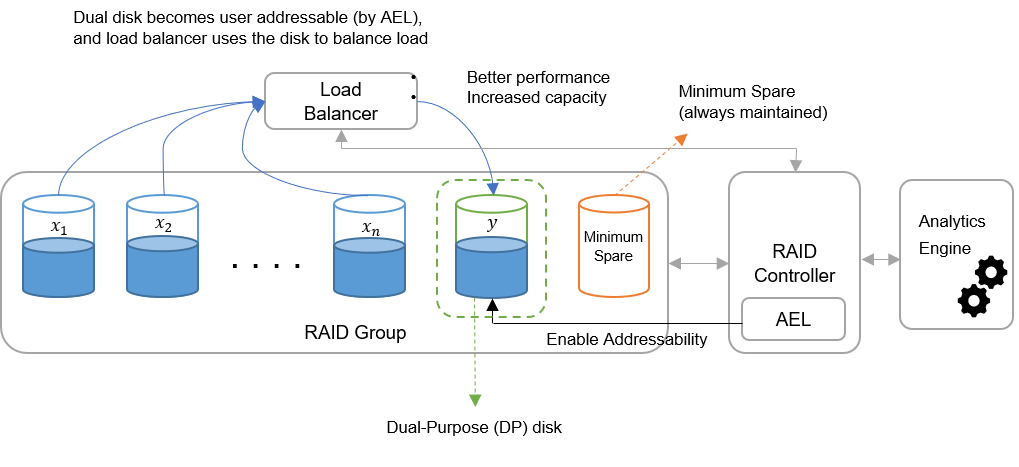 Dual disk becomes user addressable (by AEL),
and load balancer uses the disk to balance load
Load
Balancer
Better performance
Increased capacity
Minimum Spare
(always maintained)
x₁
x₂
xₙ
y
Minimum
Spare
. . . .
RAID Group
RAID
Controller
AEL
Enable Addressability
Analytics
Engine
Dual-Purpose (DP) disk